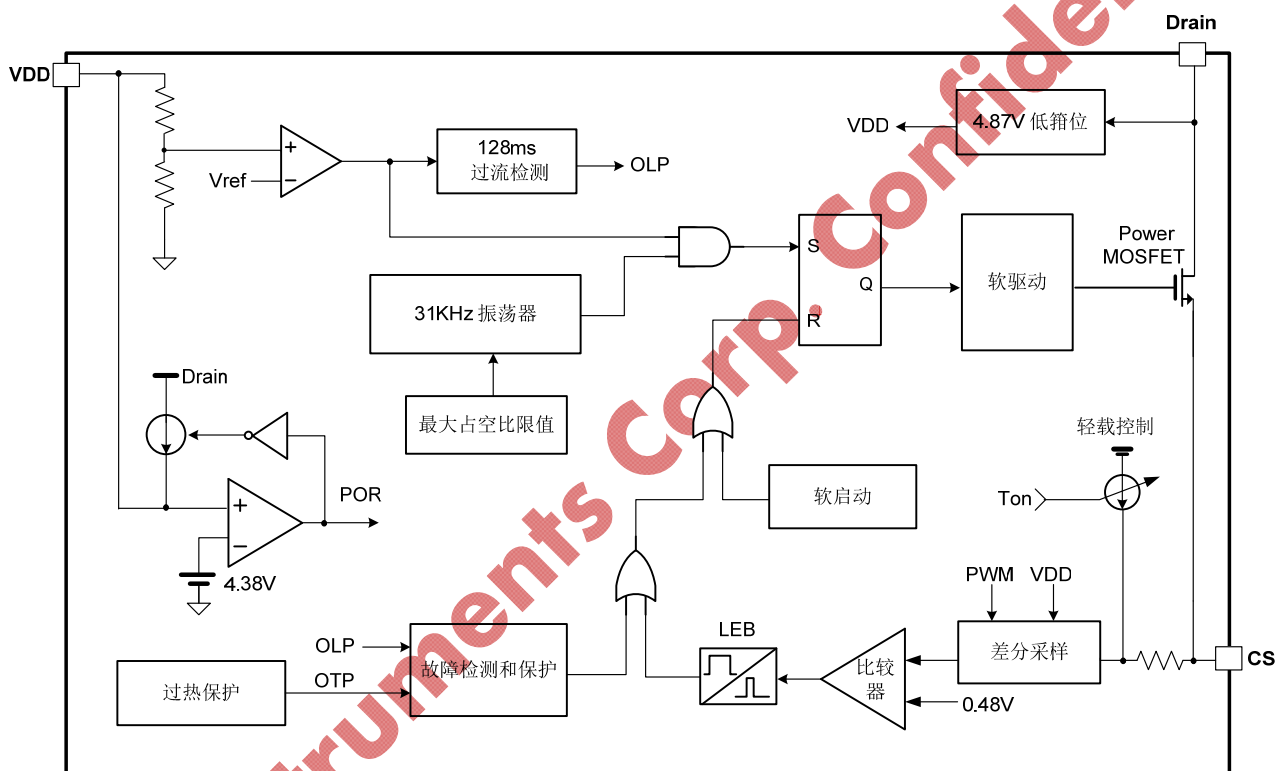 Drain
VDD
4.87V 低箝位
VDD
+
−
Vref
128ms
过流检测
OLP
S
Q
R
软驱动
Power
MOSFET
31KHz 振荡器
最大占空比限值
Drain
POR
+
−
4.38V
轻载控制
Ton
软启动
PWM
VDD
差分采样
CS
LEB
比较
器
0.48V
OLP
OTP
故障检测和保护
过热保护
truments Corp. Confide